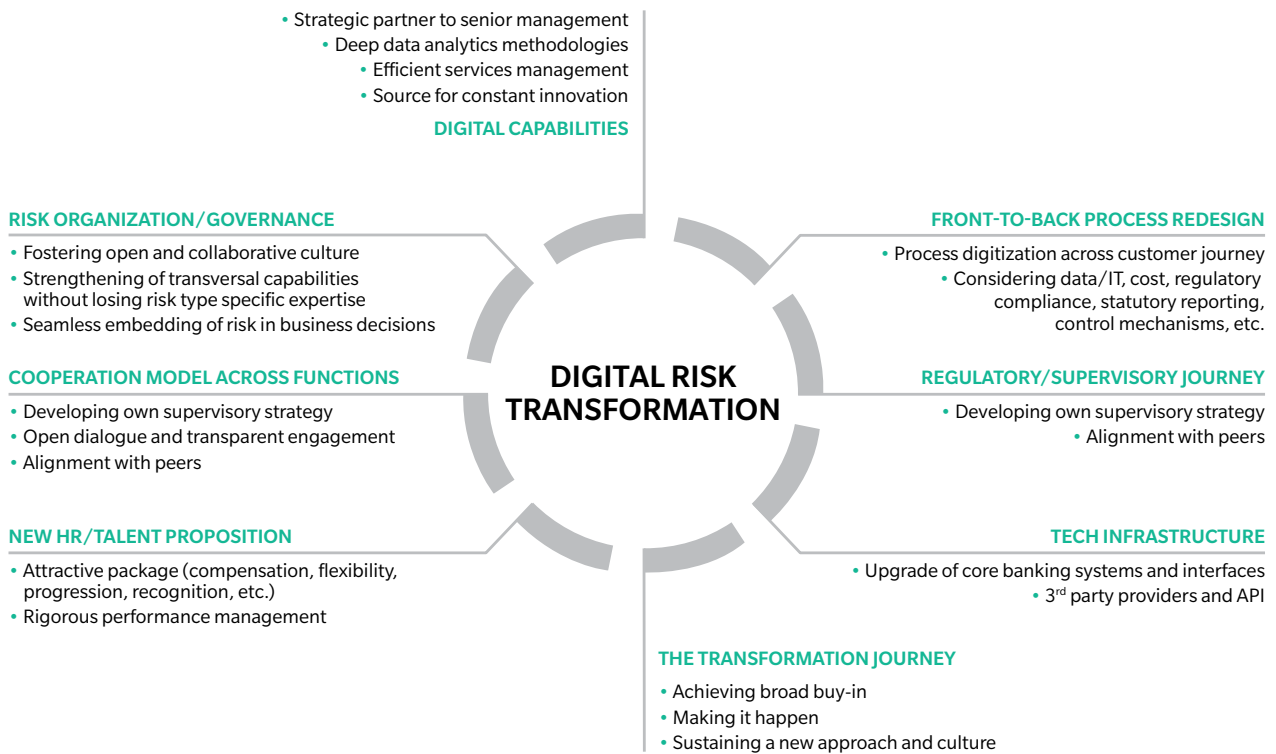 • Strategic partner to senior management
• Deep data analytics methodologies
• Efficient services management
• Source for constant innovation
DIGITAL CAPABILITIES
RISK ORGANIZATION/GOVERNANCE
• Fostering open and collaborative culture
• Strengthening of transversal capabilities
without losing risk type specific expertise
• Seamless embedding of risk in business decisions
FRONT-TO-BACK PROCESS REDESIGN
• Process digitization across customer journey
• Considering data/IT, cost, regulatory
compliance, statutory reporting,
control mechanisms, etc.
DIGITAL RISK
TRANSFORMATION
COOPERATION MODEL ACROSS FUNCTIONS
• Developing own supervisory strategy
• Open dialogue and transparent engagement
• Alignment with peers
REGULATORY/SUPERVISORY JOURNEY
• Developing own supervisory strategy
• Alignment with peers
NEW HR/TALENT PROPOSITION
• Attractive package (compensation, flexibility,
progression, recognition, etc.)
• Rigorous performance management
TECH INFRASTRUCTURE
• Upgrade of core banking systems and interfaces
• 3rd party providers and API
THE TRANSFORMATION JOURNEY
• Achieving broad buy-in
• Making it happen
• Sustaining a new approach and culture